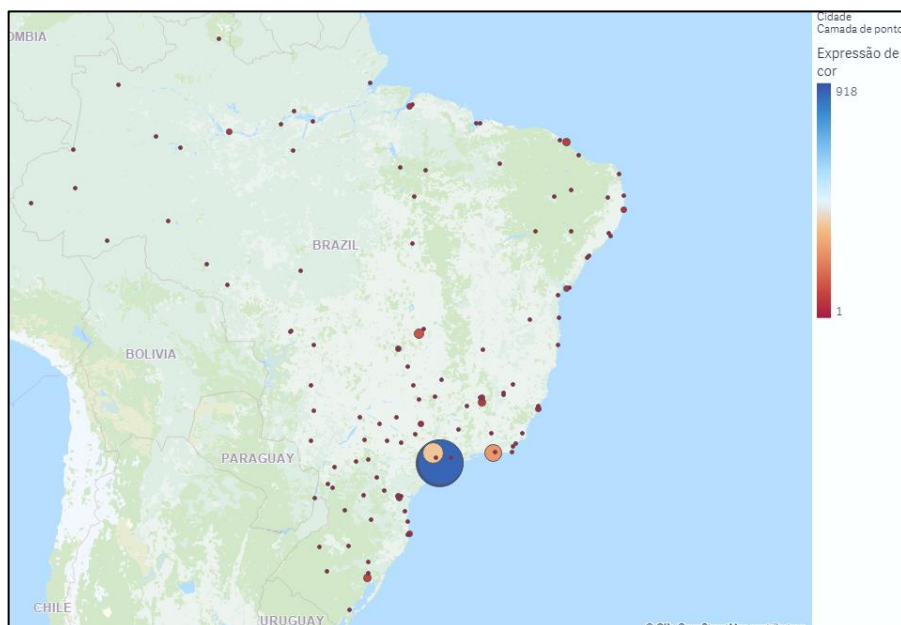 OMBIA
BRAZIL
BOLIVIA
PARAGUAY
CHILE
URUGUAY
Cidade
Camada de ponto
Expressão de
cor
918
1